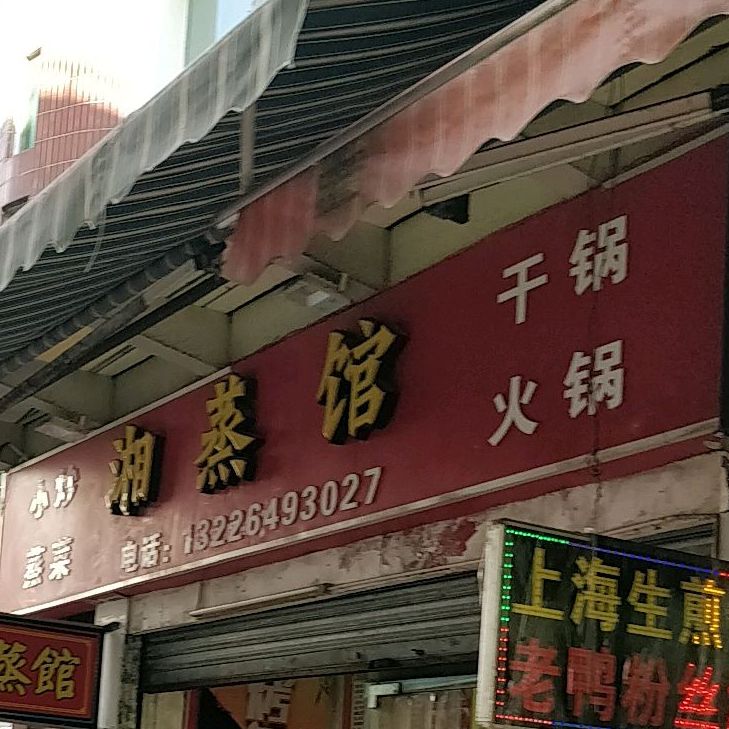 小炒
蒸菜
湘蒸馆
电话:13226493027
干锅
火锅
蒸馆
上海生煎
老鸭粉丝